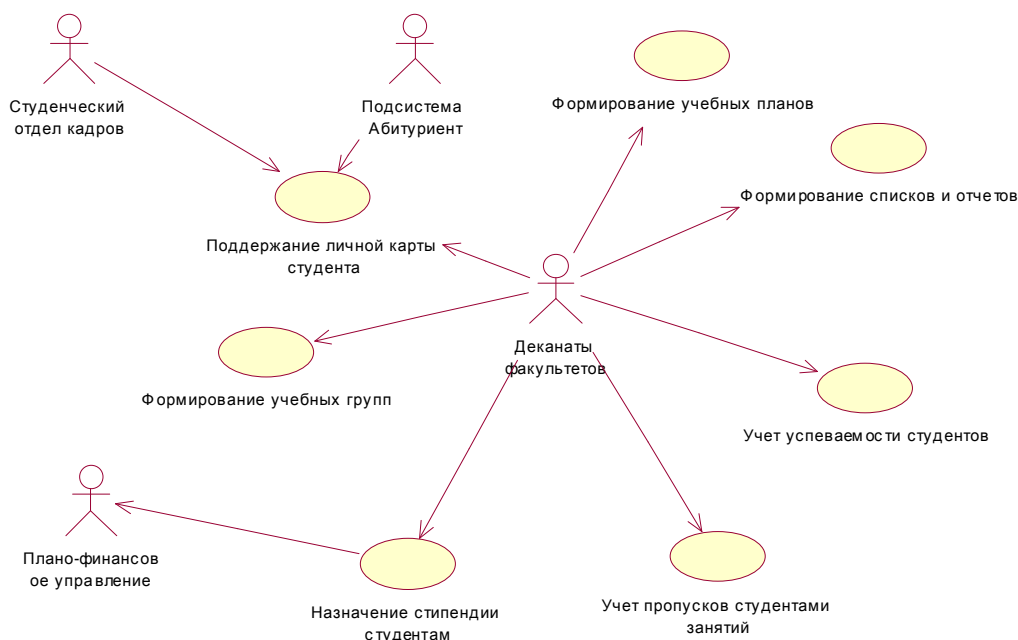 Студенческий
отдел кадров
Подсистема
Абитуриент
Формирование учебных планов
Формирование списков и отчетов
Поддержание личной карты
студента
Деканаты
факультетов
Формирование учебных групп
Учет успеваемости студентов
Плано-финансов
ое управление
Назначение стипендии
студентам
Учет пропусков студентами
занятий